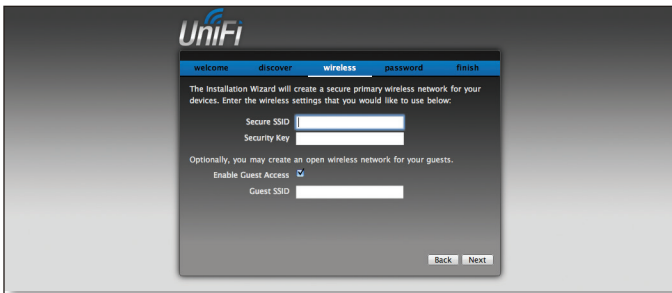 UniFi
welcome discover wireless password finish
The Installation Wizard will create a secure primary wireless network for your
devices. Enter the wireless settings that you would like to use below:
Secure SSID
Security Key
Optionally, you may create an open wireless network for your guests.
Enable Guest Access
Guest SSID
Back Next